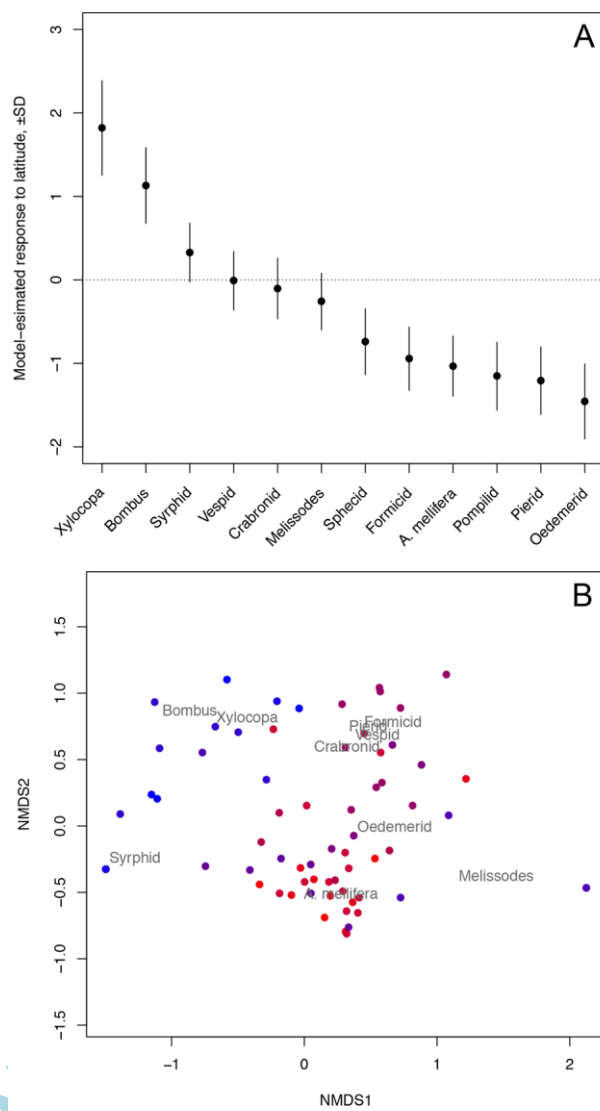 A
Model−esimated response to latitude, ±SD
3
2
1
0
−1
−2
Xylocopa
Bombus
Syrphid
Vespid
Crabronid
Melissodes
Sphecid
Formicid
A. mellifera
Pompilid
Pierid
Oedemerid
B
NMDS2
1.5
1.0
0.5
0.0
−0.5
−1.0
−1.5
Bombus
Xylocopa
Formicid
Pierid
Vespid
Crabronid
Oedemerid
Syrphid
Melissodes
A. mellifera
−1
0
1
2
NMDS1